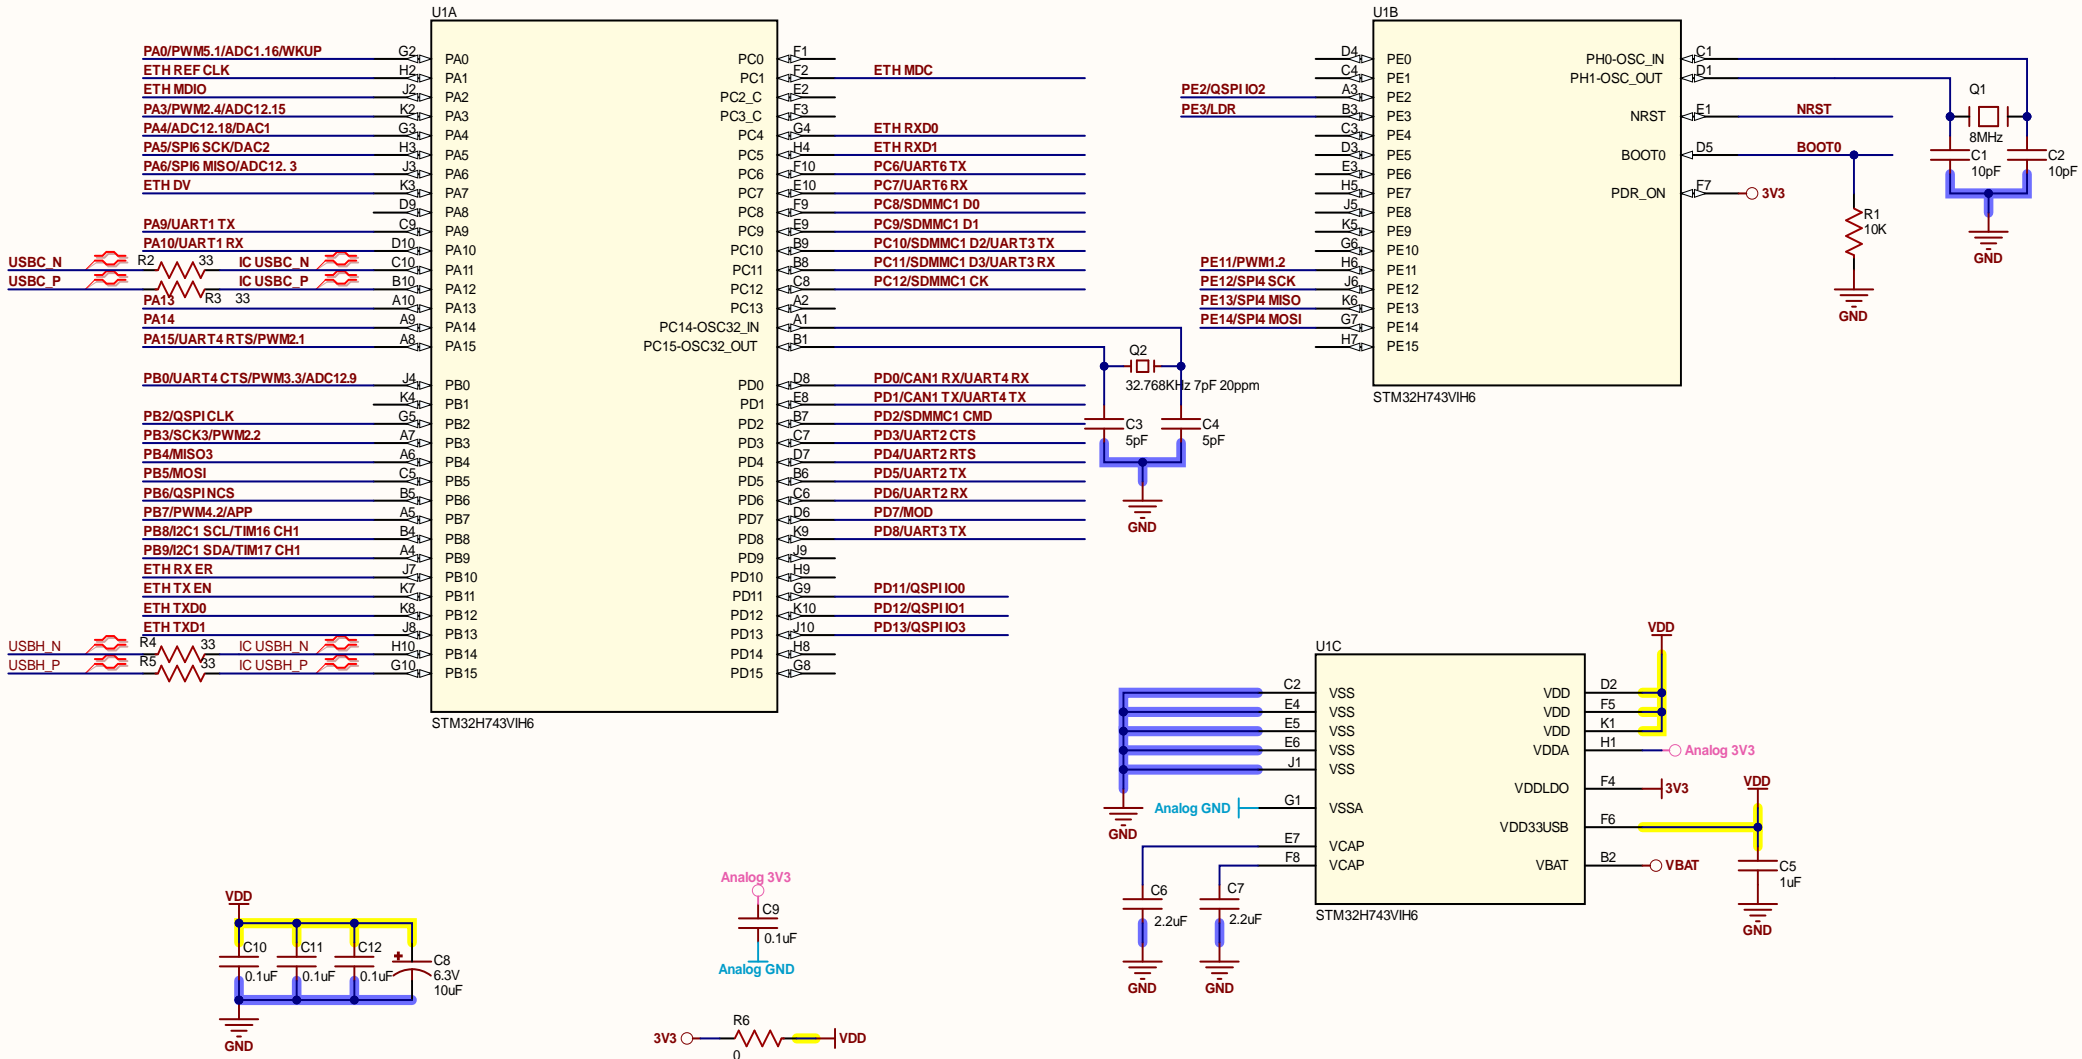 U1A
PA0/PWM5.1/ADC1.16/WKUP G2 PA0
ETH REF CLK H2 PA1
ETH MDIO J2 PA2
PA3/PWM2.4/ADC12.15 K2 PA3
PA4/ADC12.18/DAC1 G3 PA4
PA5/SPI6 SCK/DAC2 H3 PA5
PA6/SPI6 MISO/ADC12. 3 J3 PA6
ETH DV K3 PA7
D9 PA8
PA9/UART1 TX C9 PA9
PA10/UART1 RX D10 PA10
USBC_N R2 33 IC USBC_N C10 PA11
USBC_P R3 33 IC USBC_P B10 PA12
PA13 A10 PA13
PA14 A9 PA14
PA15/UART4 RTS/PWM2.1 A8 PA15
PB0/UART4 CTS/PWM3.3/ADC12.9 J4 PB0
K4 PB1
PB2/QSPI CLK G5 PB2
PB3/SCK3/PWM2.2 A7 PB3
PB4/MISO3 A6 PB4
PB5/MOSI C5 PB5
PB6/QSPI NCS B5 PB6
PB7/PWM4.2/APP A5 PB7
PB8/I2C1 SCL/TIM16 CH1 B4 PB8
PB9/I2C1 SDA/TIM17 CH1 A4 PB9
ETH RX ER J7 PB10
ETH TX EN K7 PB11
ETH TXD0 K8 PB12
ETH TXD1 J8 PB13
USBH_N R4 33 IC USBH_N H10 PB14
USBH_P R5 33 IC USBH_P G10 PB15
PC0 F1
PC1 F2 ETH MDC
PC2_C E2
PC3_C F3
PC4 G4 ETH RXD0
PC5 H4 ETH RXD1
PC6 F10 PC6/UART6 TX
PC7 E10 PC7/UART6 RX
PC8 F9 PC8/SDMMC1 D0
PC9 E9 PC9/SDMMC1 D1
PC10 B9 PC10/SDMMC1 D2/UART3 TX
PC11 B8 PC11/SDMMC1 D3/UART3 RX
PC12 C8 PC12/SDMMC1 CK
PC13 A2
PC14-OSC32_IN A1
PC15-OSC32_OUT B1
PD0 D8 PD0/CAN1 RX/UART4 RX
PD1 E8 PD1/CAN1 TX/UART4 TX
PD2 B7 PD2/SDMMC1 CMD
PD3 C7 PD3/UART2 CTS
PD4 D7 PD4/UART2 RTS
PD5 B6 PD5/UART2 TX
PD6 C6 PD6/UART2 RX
PD7 D6 PD7/MOD
PD8 K9 PD8/UART3 TX
PD9 J9
PD10 H9
PD11 G9 PD11/QSPI IO0
PD12 K10 PD12/QSPI IO1
PD13 J10 PD13/QSPI IO3
PD14 H8
PD15 G8
STM32H743VIH6
Q2
32.768KHz 7pF 20ppm
C3
5pF
C4
5pF
GND
U1B
D4 PE0
C4 PE1
PE2/QSPI IO2 A3 PE2
PE3/LDR B3 PE3
C3 PE4
D3 PE5
E3 PE6
H5 PE7
J5 PE8
K5 PE9
G6 PE10
PE11/PWM1.2 H6 PE11
PE12/SPI4 SCK J6 PE12
PE13/SPI4 MISO K6 PE13
PE14/SPI4 MOSI G7 PE14
H7 PE15
PH0-OSC_IN C1
PH1-OSC_OUT D1
NRST E1 NRST
BOOT0 D5 BOOT0
PDR_ON F7 3V3
STM32H743VIH6
Q1
8MHz
C1
10pF
C2
10pF
GND
R1
10K
GND
U1C
C2 VSS
E4 VSS
E5 VSS
E6 VSS
J1 VSS
GND
Analog GND G1 VSSA
E7 VCAP
F8 VCAP
VDD
VDD D2
VDD F5
VDD K1
VDDA H1 Analog 3V3
VDDLDO F4 3V3
VDD
VDD33USB F6
VBAT B2 VBAT
STM32H743VIH6
C6
2.2uF
GND
C7
2.2uF
GND
C5
1uF
GND
VDD
C10
0.1uF
C11
0.1uF
C12
0.1uF
+
C8
6.3V
10uF
GND
Analog 3V3
C9
0.1uF
Analog GND
3V3 R6 VDD
0